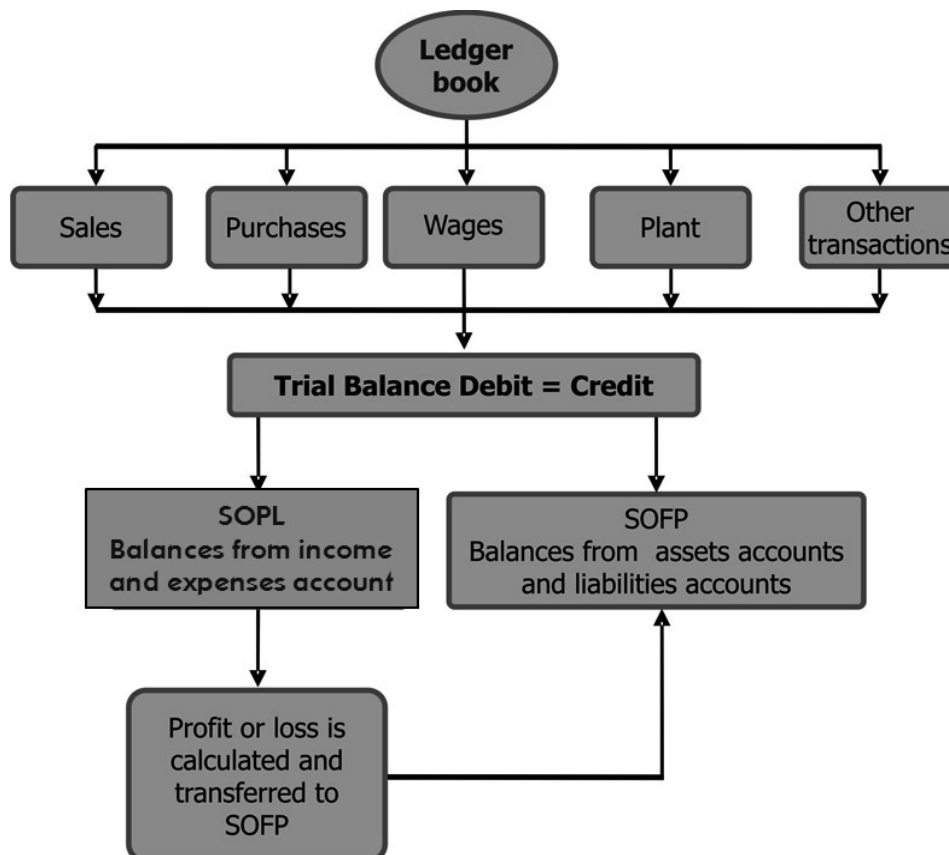 Ledger
book
Sales
Purchases
Wages
Plant
Other
transactions
Trial Balance Debit = Credit
SOPL
Balances from income
and expenses account
SOFP
Balances from assets accounts
and liabilities accounts
Profit or loss is
calculated and
transferred to
SOFP